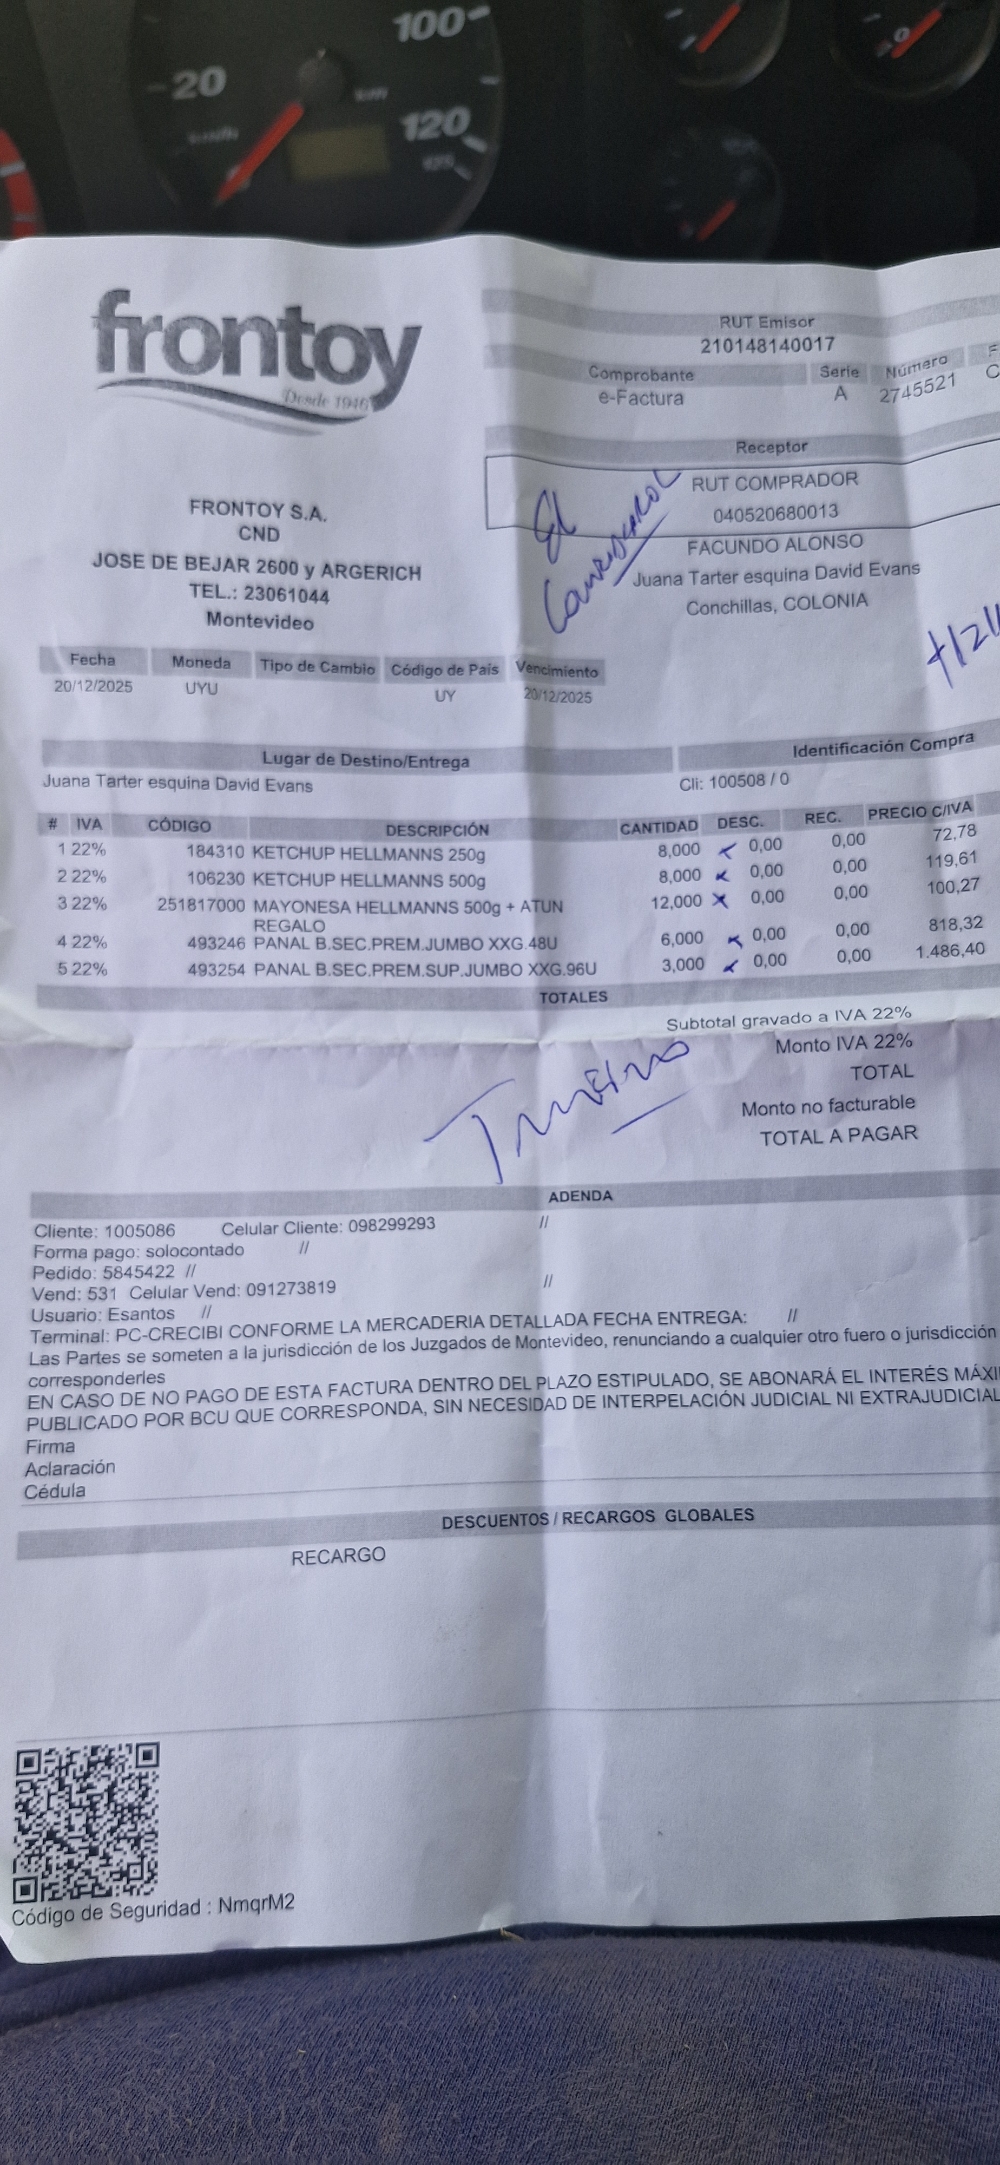 100
20
km
km/h
120
125
0
frontoy
Desde 1946
RUT Emisor
210148140017
Comprobante Serie Número F
e-Factura A 2745521 C
Receptor
RUT COMPRADOR
040520680013
FACUNDO ALONSO
Juana Tarter esquina David Evans
Conchillas, COLONIA
El
FRONTOY S.A.
CND
JOSE DE BEJAR 2600 y ARGERICH
TEL.: 23061044
Montevideo
Fecha Moneda Tipo de Cambio Código de País Vencimiento
20/12/2025 UYU UY 20/12/2025
Lugar de Destino/Entrega Identificación Compra
Juana Tarter esquina David Evans Cli: 100508 / 0
# IVA CÓDIGO DESCRIPCIÓN CANTIDAD DESC. REC. PRECIO C/IVA
1 22% 184310 KETCHUP HELLMANNS 250g 8,000 0,00 0,00 72,78
2 22% 106230 KETCHUP HELLMANNS 500g 8,000 0,00 0,00 119,61
3 22% 251817000 MAYONESA HELLMANNS 500g + ATUN 12,000 0,00 0,00 100,27
REGALO
4 22% 493246 PANAL B.SEC.PREM.JUMBO XXG.48U 6,000 0,00 0,00 818,32
5 22% 493254 PANAL B.SEC.PREM.SUP.JUMBO XXG.96U 3,000 0,00 0,00 1.486,40
TOTALES
Subtotal gravado a IVA 22%
Monto IVA 22%
TOTAL
Monto no facturable
TOTAL A PAGAR
ADENDA
Cliente: 1005086 Celular Cliente: 098299293 //
Forma pago: solocontado //
Pedido: 5845422 //
Vend: 531 Celular Vend: 091273819 //
Usuario: Esantos //
Terminal: PC-CRECIBI CONFORME LA MERCADERIA DETALLADA FECHA ENTREGA: //
Las Partes se someten a la jurisdicción de los Juzgados de Montevideo, renunciando a cualquier otro fuero o jurisdicción
corresponderles
EN CASO DE NO PAGO DE ESTA FACTURA DENTRO DEL PLAZO ESTIPULADO, SE ABONARÁ EL INTERÉS MÁXI
PUBLICADO POR BCU QUE CORRESPONDA, SIN NECESIDAD DE INTERPELACIÓN JUDICIAL NI EXTRAJUDICIAL
Firma
Aclaración
Cédula
DESCUENTOS / RECARGOS GLOBALES
RECARGO
Código de Seguridad : NmqrM2